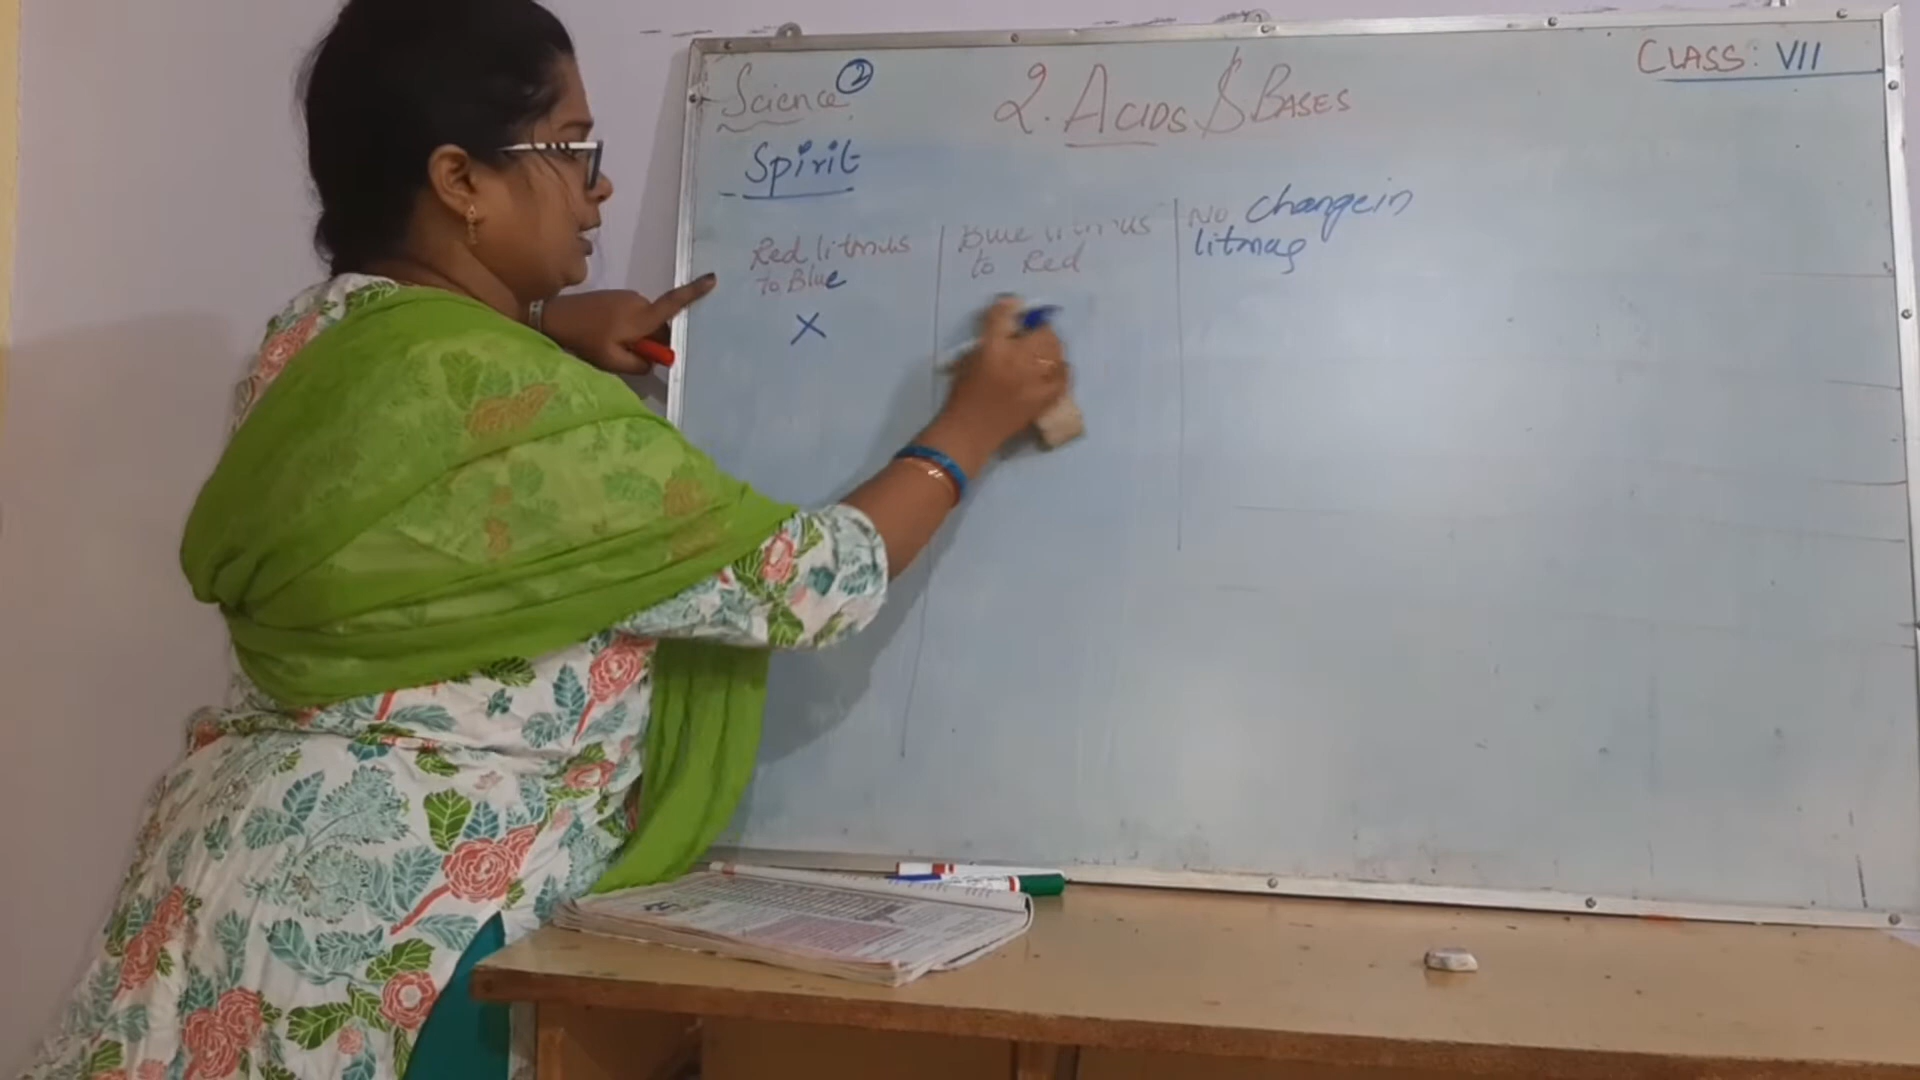 Science 2
2. ACIDS & BASES
CLASS: VII
Spirit
Red litmus
to Blue
X
Blue litmus
to Red
No change in
litmus